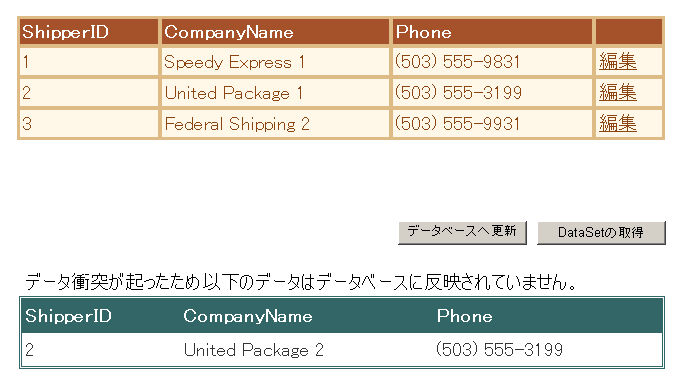 ShipperID CompanyName Phone
1 Speedy Express 1 (503) 555-9831 編集
2 United Package 1 (503) 555-3199 編集
3 Federal Shipping 2 (503) 555-9931 編集
データベースへ更新 DataSetの取得
データ衝突が起ったため以下のデータはデータベースに反映されていません。
ShipperID CompanyName Phone
2 United Package 2 (503) 555-3199